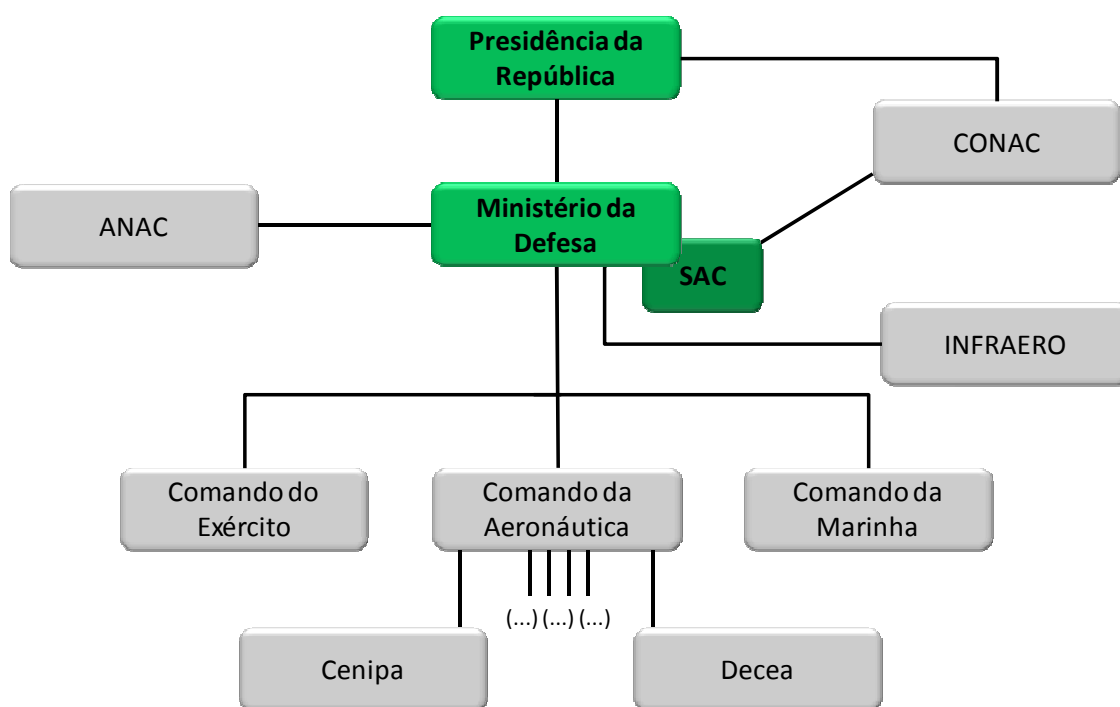 Presidência da
República
CONAC
ANAC
Ministério da
Defesa
SAC
INFRAERO
Comando do
Exército
Comando da
Aeronáutica
Comando da
Marinha
(...) (...) (...)
Cenipa
Decea